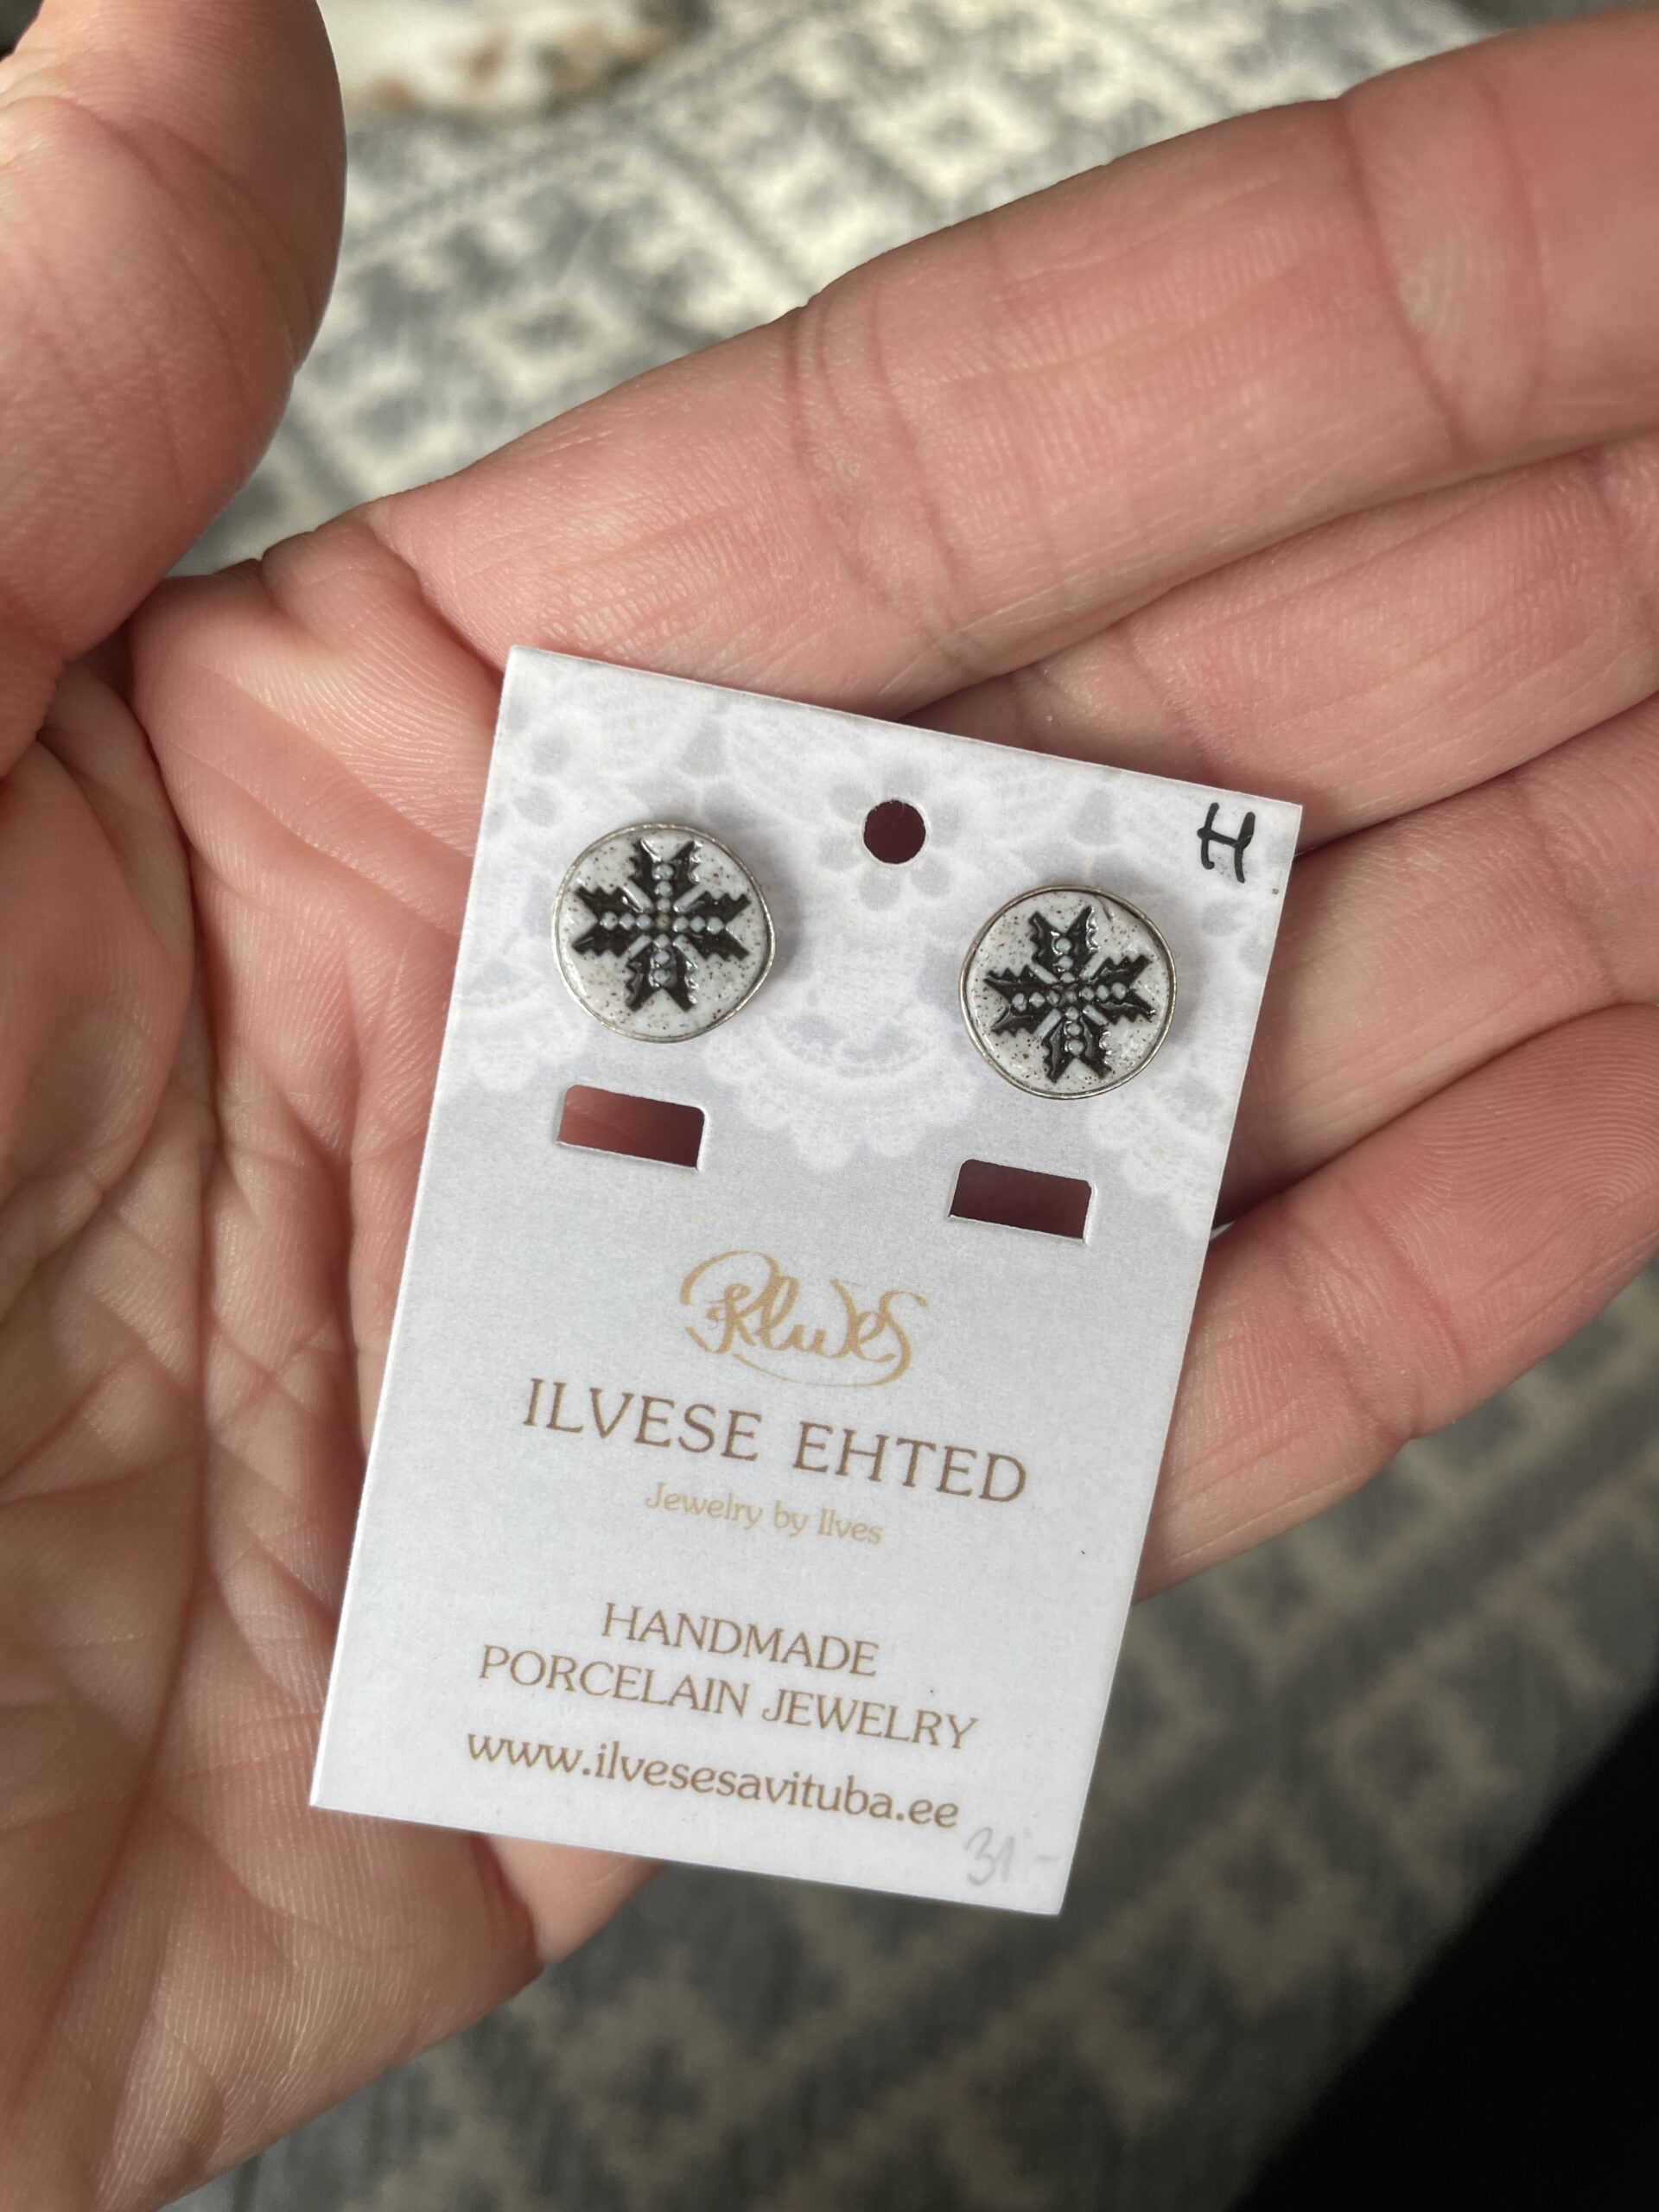 H
Ilves
ILVESE EHTED
Jewelry by Ilves
HANDMADE
PORCELAIN JEWELRY
www.ilvesesavituba.ee
31-